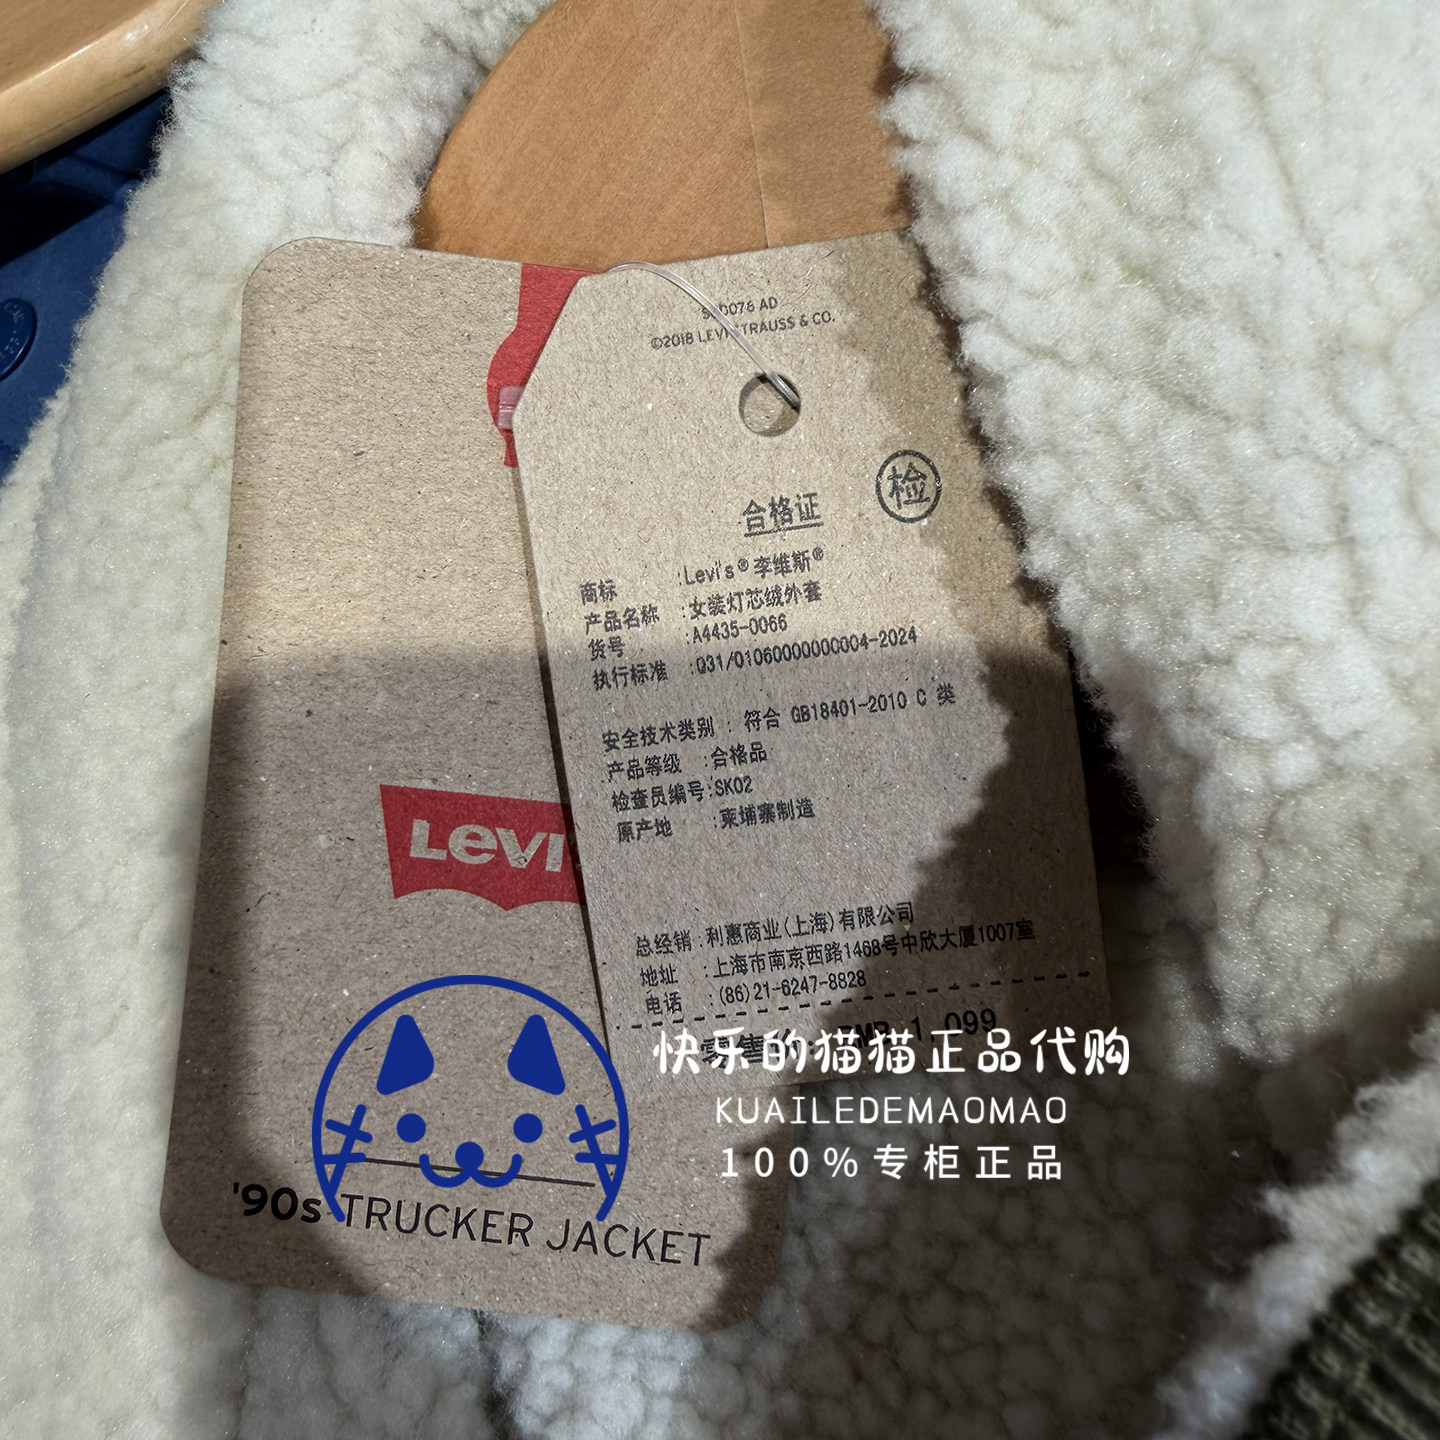 ©2018 LEVI STRAUSS & CO.
检
合格证
商标 :Levi's® 李维斯®
产品名称 :女装灯芯绒外套
货号 :A4435-0066
执行标准 :Q31/01060000000004-2024
安全技术类别 : 符合 GB18401-2010 C 类
产品等级 :合格品
检查员编号:SK02
原产地 :柬埔寨制造
总经销 :利惠商业(上海)有限公司
地址 :上海市南京西路1468号中欣大厦1007室
电话 :(86)21-6247-8828
RMB 1,099
Levi'
'90s TRUCKER JACKET
快乐的猫猫正品代购
KUAILEDEMAOMAO
100%专柜正品